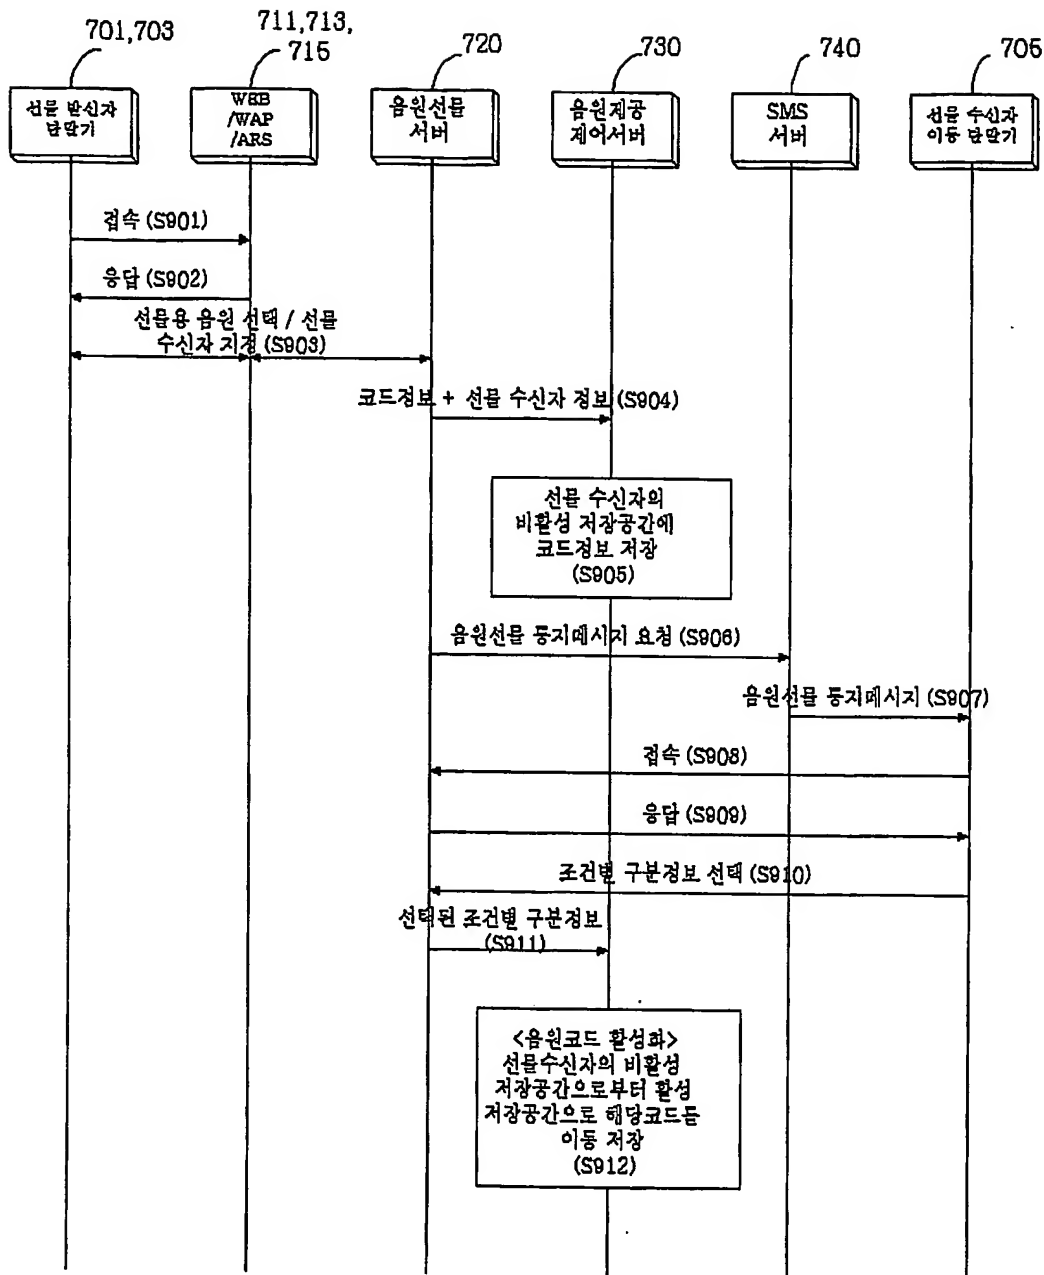 701,703
711,713,
715
720
730
740
705
선물 발신자
단말기
WEB
/WAP
/ARS
음원선물
서버
음원제공
제어서버
SMS
서버
선물 수신자
이동 단말기
접속 (S901)
응답 (S902)
선물용 음원 선택 / 선물
수신자 지정 (S903)
코드정보 + 선물 수신자 정보 (S904)
선물 수신자의
비활성 저장공간에
코드정보 저장
(S905)
음원선물 통지메시지 요청 (S906)
음원선물 통지메시지 (S907)
접속 (S908)
응답 (S909)
조건별 구분정보 선택 (S910)
선택된 조건별 구분정보
(S911)
<음원코드 활성화>
선물수신자의 비활성
저장공간으로부터 활성
저장공간으로 해당코드를
이동 저장
(S912)